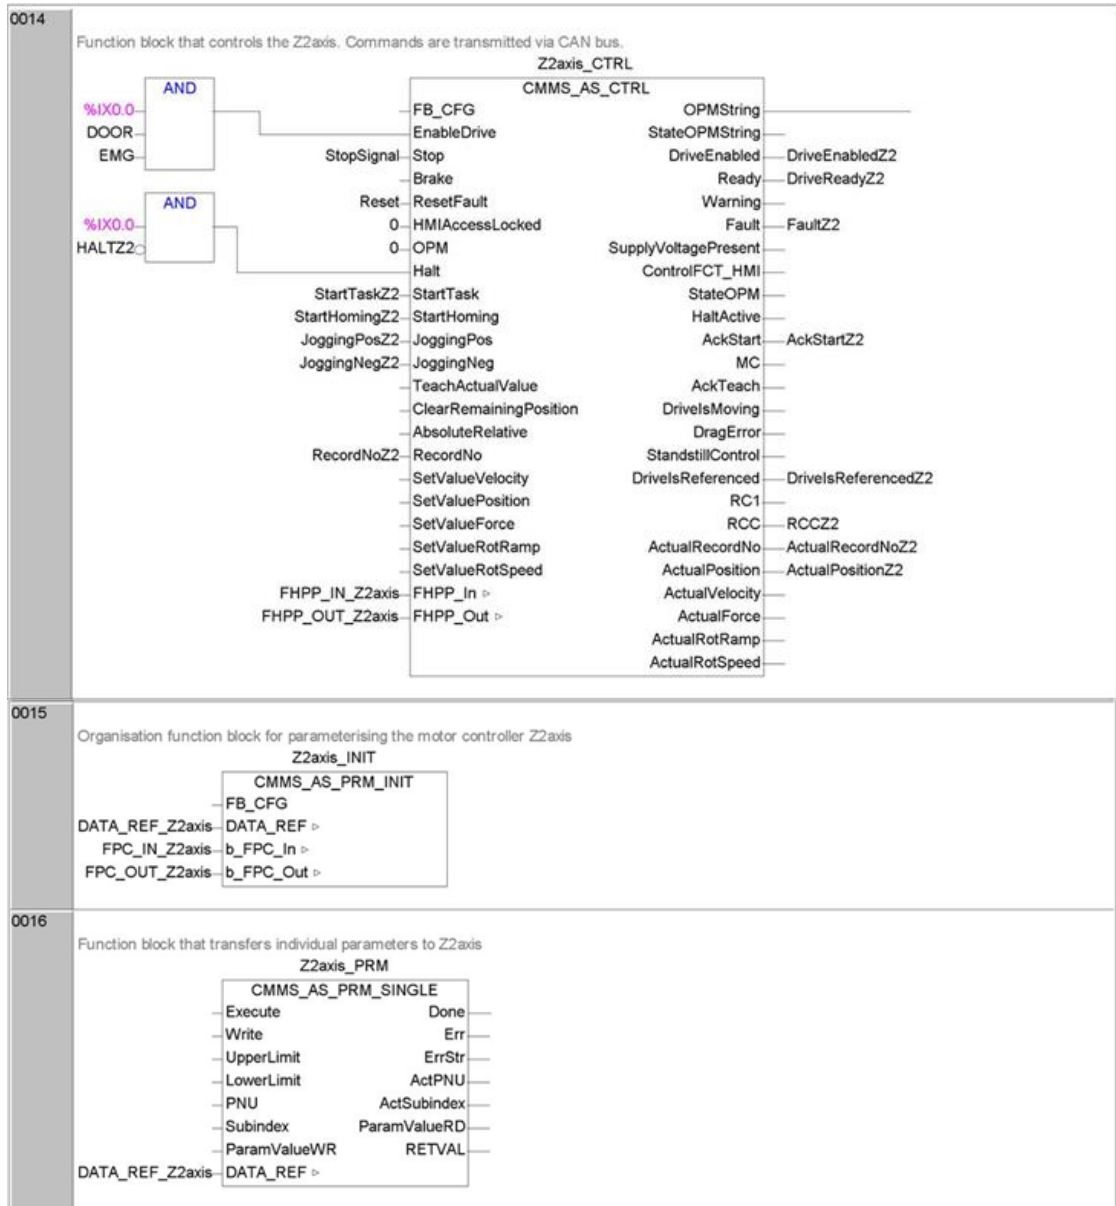 0014
Function block that controls the Z2axis. Commands are transmitted via CAN bus.
Z2axis_CTRL
AND CMMS_AS_CTRL
%IX0.0 FB_CFG OPMString
DOOR EnableDrive StateOPMString
EMG StopSignal Stop DriveEnabled DriveEnabledZ2
Brake Ready DriveReadyZ2
AND Reset ResetFault Warning
%IX0.0 0 HMIAccessLocked Fault FaultZ2
HALTZ2 0 OPM SupplyVoltagePresent
Halt ControlFCT_HMI
StartTaskZ2 StartTask StateOPM
StartHomingZ2 StartHoming HaltActive
JoggingPosZ2 JoggingPos AckStart AckStartZ2
JoggingNegZ2 JoggingNeg MC
TeachActualValue AckTeach
ClearRemainingPosition DriveIsMoving
AbsoluteRelative DragError
RecordNoZ2 RecordNo StandstillControl
SetValueVelocity DriveIsReferenced DriveIsReferencedZ2
SetValuePosition RC1
SetValueForce RCC RCCZ2
SetValueRotRamp ActualRecordNo ActualRecordNoZ2
SetValueRotSpeed ActualPosition ActualPositionZ2
FHPP_IN_Z2axis FHPP_In ▷ ActualVelocity
FHPP_OUT_Z2axis FHPP_Out ▷ ActualForce
ActualRotRamp
ActualRotSpeed
0015
Organisation function block for parameterising the motor controller Z2axis
Z2axis_INIT
CMMS_AS_PRM_INIT
FB_CFG
DATA_REF_Z2axis DATA_REF ▷
FPC_IN_Z2axis b_FPC_In ▷
FPC_OUT_Z2axis b_FPC_Out ▷
0016
Function block that transfers individual parameters to Z2axis
Z2axis_PRM
CMMS_AS_PRM_SINGLE
Execute Done
Write Err
UpperLimit ErrStr
LowerLimit ActPNU
PNU ActSubindex
Subindex ParamValueRD
ParamValueWR RETVAL
DATA_REF_Z2axis DATA_REF ▷